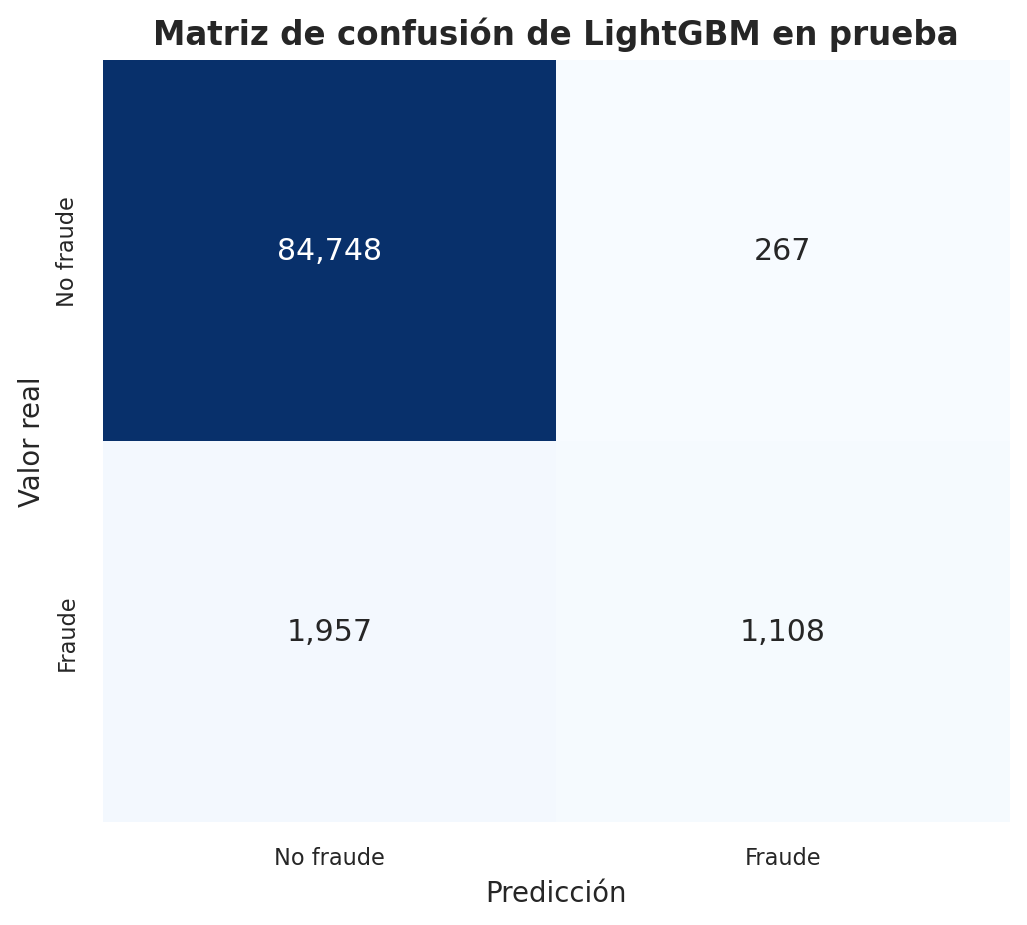 Matriz de confusión de LightGBM en prueba
Valor real
No fraude
84,748
267
Fraude
1,957
1,108
No fraude
Fraude
Predicción